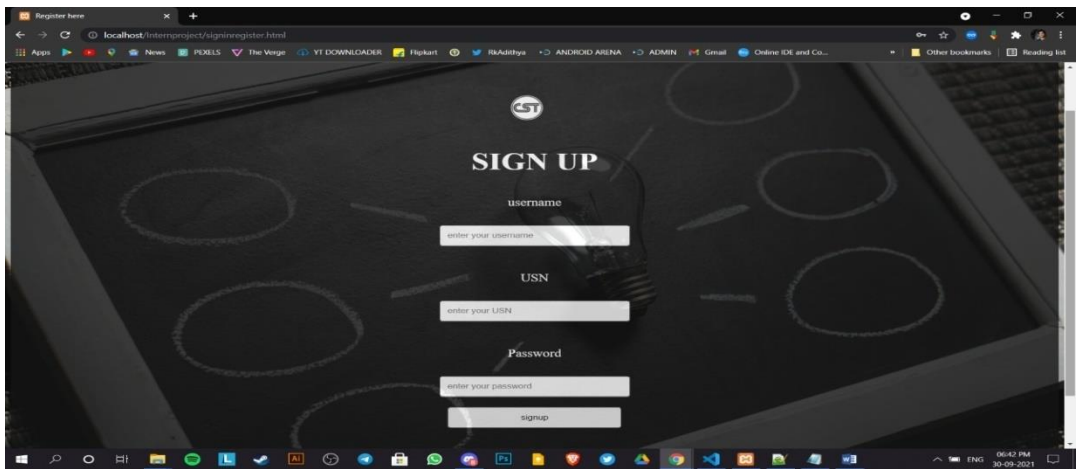 Register here
localhost/Internproject/signinregister.html
Apps News PEXELS The Verge YT DOWNLOADER Flipkart RkAdithya ANDROID ARENA ADMIN Gmail Online IDE and Co... » Other bookmarks Reading list
CST
SIGN UP
username
enter your username
USN
enter your USN
Password
enter your password
signup
L Ai Ps W
ENG
06:42 PM
30-09-2021